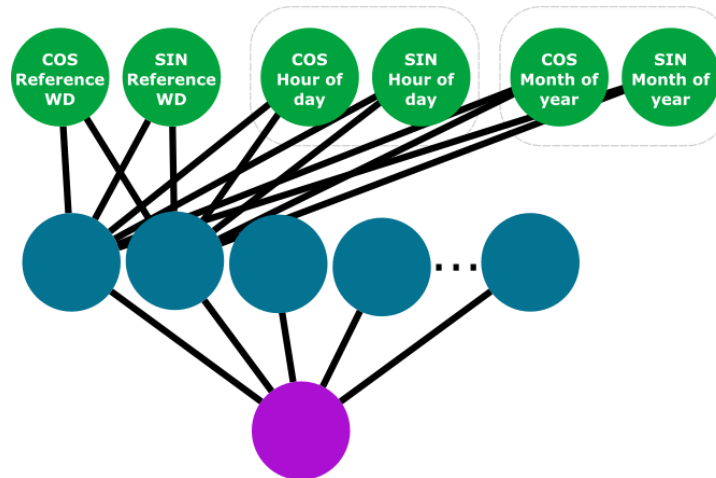 COS
Reference
WD
SIN
Reference
WD
COS
Hour of
day
SIN
Hour of
day
COS
Month of
year
SIN
Month of
year
...